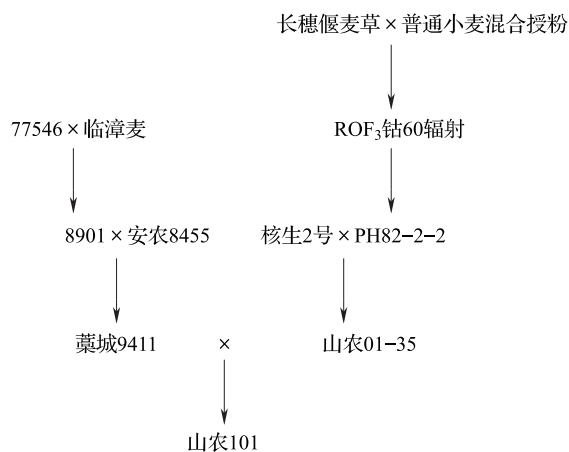 长穗偃麦草×普通小麦混合授粉
77546×临漳麦
ROF₃钴60辐射
8901×安农8455
核生2号×PH82-2-2
藁城9411
×
山农01-35
山农101